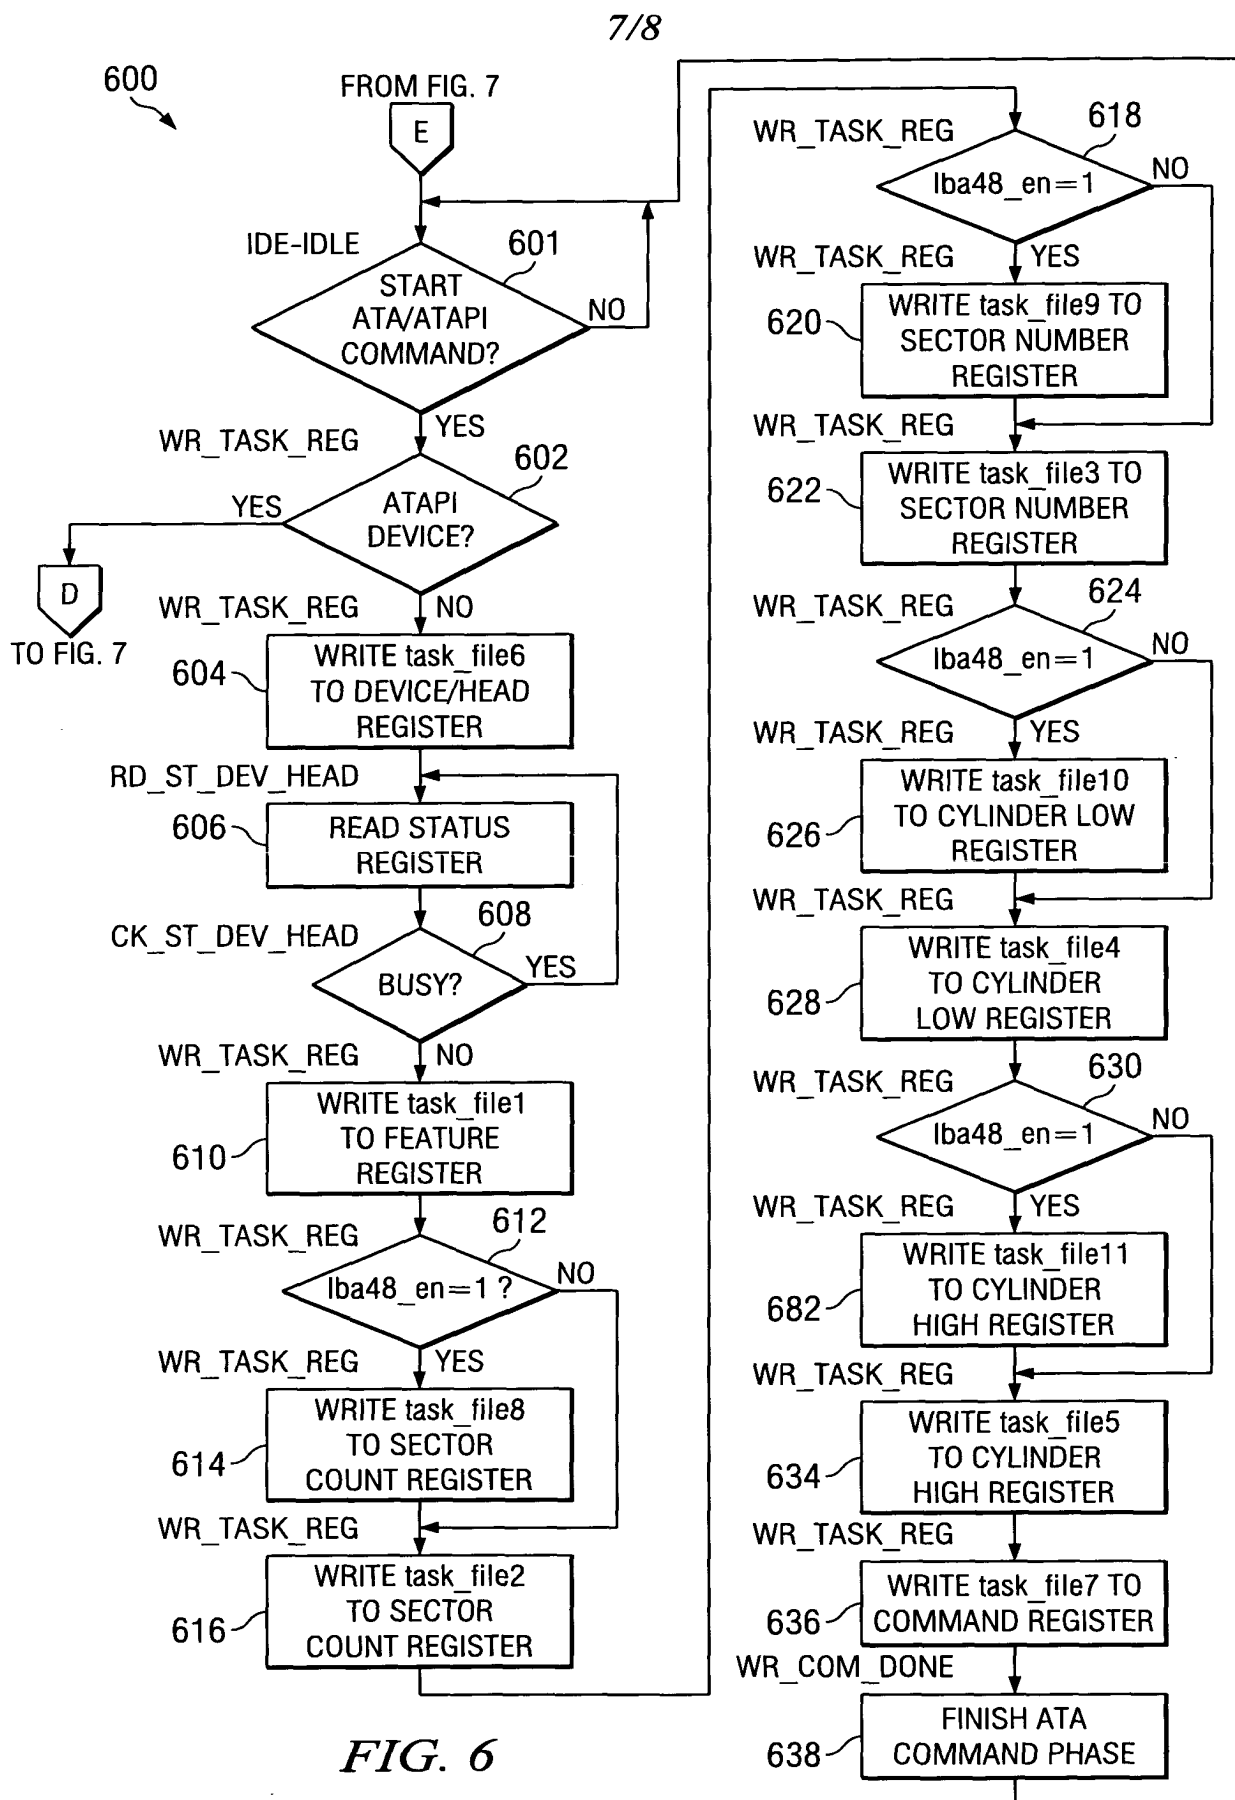 7/8
600
FROM FIG. 7
E
IDE-IDLE
601
START
ATA/ATAPI
COMMAND?
NO
YES
WR_TASK_REG
602
ATAPI
DEVICE?
YES
D
TO FIG. 7
WR_TASK_REG
NO
604
WRITE task_file6
TO DEVICE/HEAD
REGISTER
RD_ST_DEV_HEAD
606
READ STATUS
REGISTER
CK_ST_DEV_HEAD
608
BUSY?
YES
WR_TASK_REG
NO
610
WRITE task_file1
TO FEATURE
REGISTER
WR_TASK_REG
612
lba48_en=1 ?
NO
WR_TASK_REG
YES
614
WRITE task_file8
TO SECTOR
COUNT REGISTER
WR_TASK_REG
616
WRITE task_file2
TO SECTOR
COUNT REGISTER
WR_TASK_REG
618
lba48_en=1
NO
WR_TASK_REG
YES
620
WRITE task_file9 TO
SECTOR NUMBER
REGISTER
WR_TASK_REG
622
WRITE task_file3 TO
SECTOR NUMBER
REGISTER
WR_TASK_REG
624
lba48_en=1
NO
WR_TASK_REG
YES
626
WRITE task_file10
TO CYLINDER LOW
REGISTER
WR_TASK_REG
628
WRITE task_file4
TO CYLINDER
LOW REGISTER
WR_TASK_REG
630
lba48_en=1
NO
WR_TASK_REG
YES
682
WRITE task_file11
TO CYLINDER
HIGH REGISTER
WR_TASK_REG
634
WRITE task_file5
TO CYLINDER
HIGH REGISTER
WR_TASK_REG
636
WRITE task_file7 TO
COMMAND REGISTER
WR_COM_DONE
638
FINISH ATA
COMMAND PHASE
FIG. 6